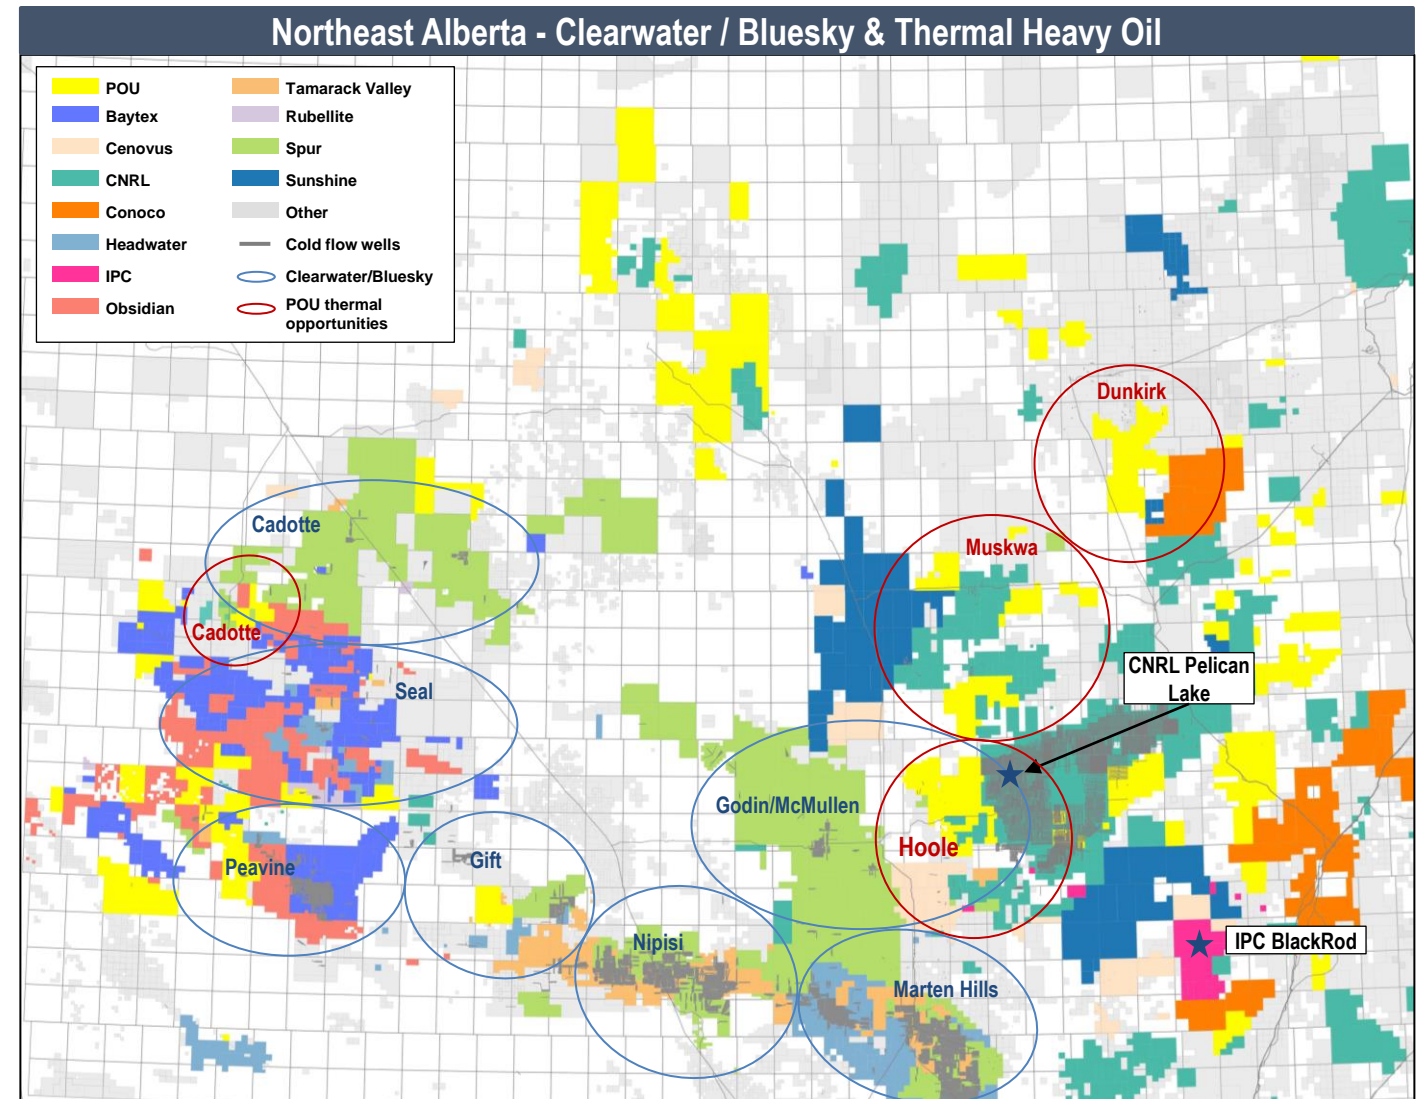 Northeast Alberta - Clearwater / Bluesky & Thermal Heavy Oil
POU
Baytex
Cenovus
CNRL
Conoco
Headwater
IPC
Obsidian
Tamarack Valley
Rubellite
Spur
Sunshine
Other
Cold flow wells
Clearwater/Bluesky
POU thermal
opportunities
Dunkirk
Cadotte
Muskwa
Cadotte
CNRL Pelican
Lake
Seal
Godin/McMullen
Hoole
Gift
Peavine
Nipisi
IPC BlackRod
Marten Hills